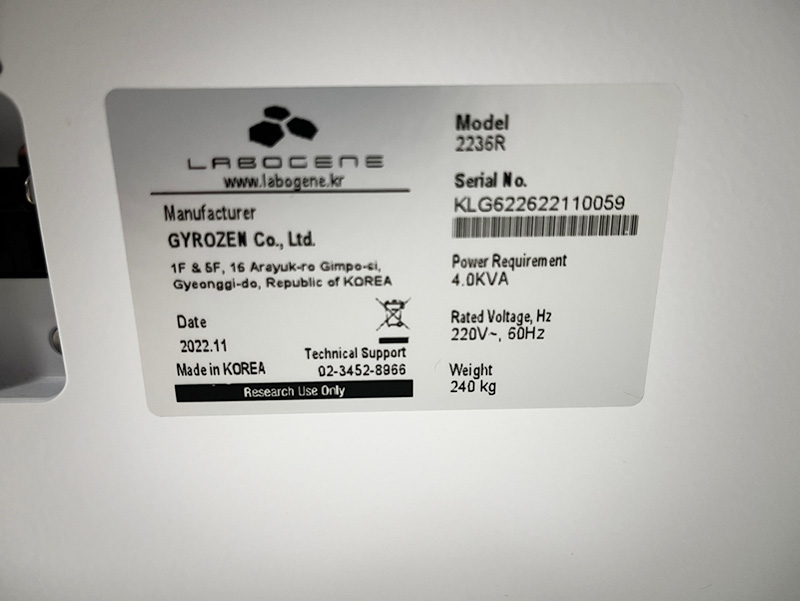 LABOGENE
www.labogene.kr
Manufacturer
GYROZEN Co., Ltd.
1F & 5F, 16 Arayuk-ro Gimpo-si,
Gyeonggi-do, Republic of KOREA
Date
2022.11
Made in KOREA
Technical Support
02-3452-8966
Research Use Only
Model
2236R
Serial No.
KLG622622110059
Power Requirement
4.0KVA
Rated Voltage, Hz
220V~, 60Hz
Weight
240 kg